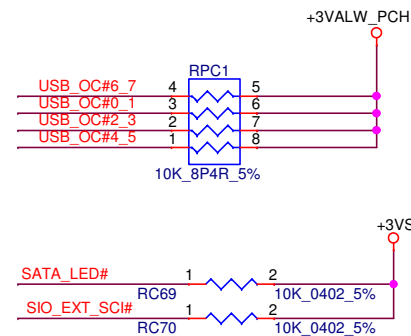 +3VALW_PCH
RPC1
USB_OC#6_7 4 5
USB_OC#0_1 3 6
USB_OC#2_3 2 7
USB_OC#4_5 1 8
10K_8P4R_5%
+3VS
SATA_LED# 1 2
RC69 10K_0402_5%
SIO_EXT_SCI# 1 2
RC70 10K_0402_5%